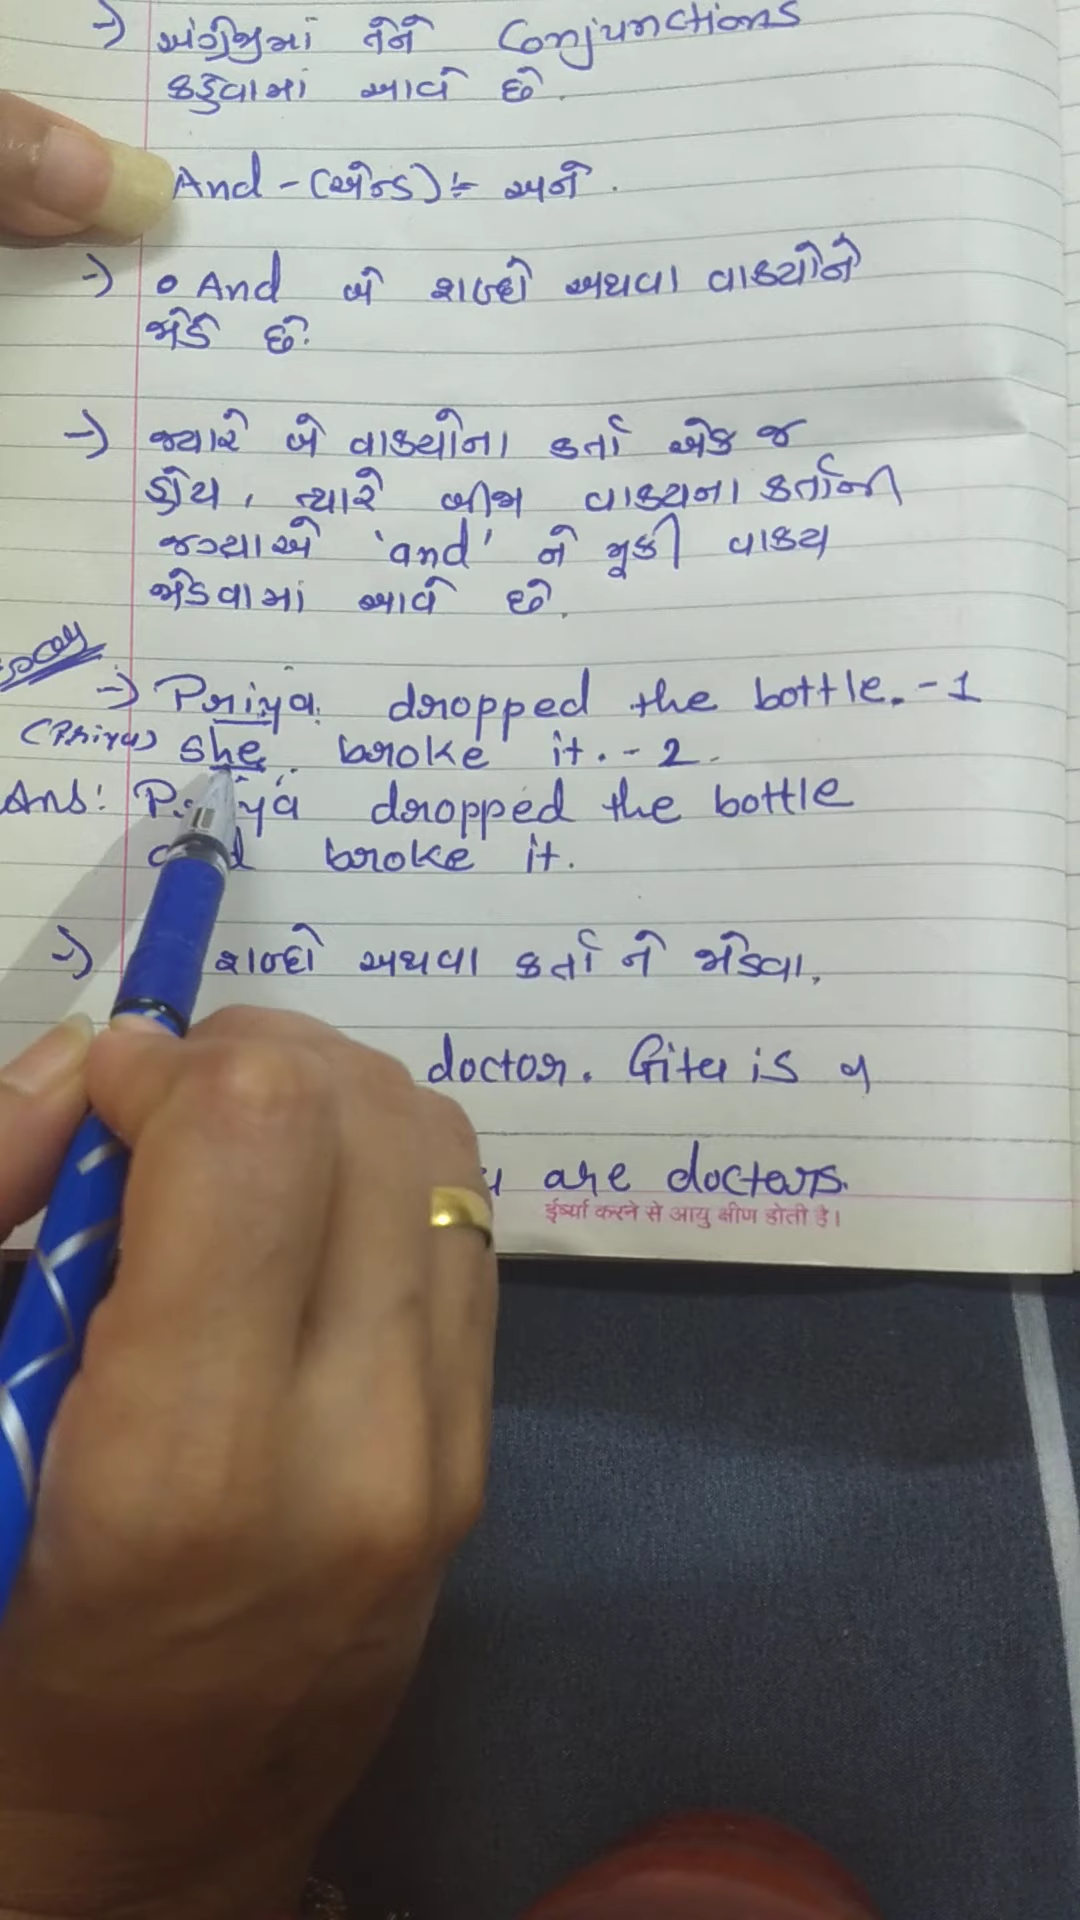 → અંગ્રેજીમાં તેને Conjunctions
કહેવામાં આવે છે.
And - (એન્ડ) :- અને .
→ • And બે શબ્દો અથવા વાક્યોને
જોડે છે.
→ જ્યારે બે વાક્યોના કર્તા એક જ
હોય, ત્યારે બીજા વાક્યના કર્તાની
જગ્યાએ 'and' ને મૂકી વાક્ય
જોડવામાં આવે છે.
→ Priya dropped the bottle. - 1
(Priya) she broke it. - 2.
Ans: Priya dropped the bottle
and broke it.
→ શબ્દો અથવા કર્તા ને જોડવા.
doctor. Gita is a
are doctors.
ईर्ष्या करने से आयु क्षीण होती है।